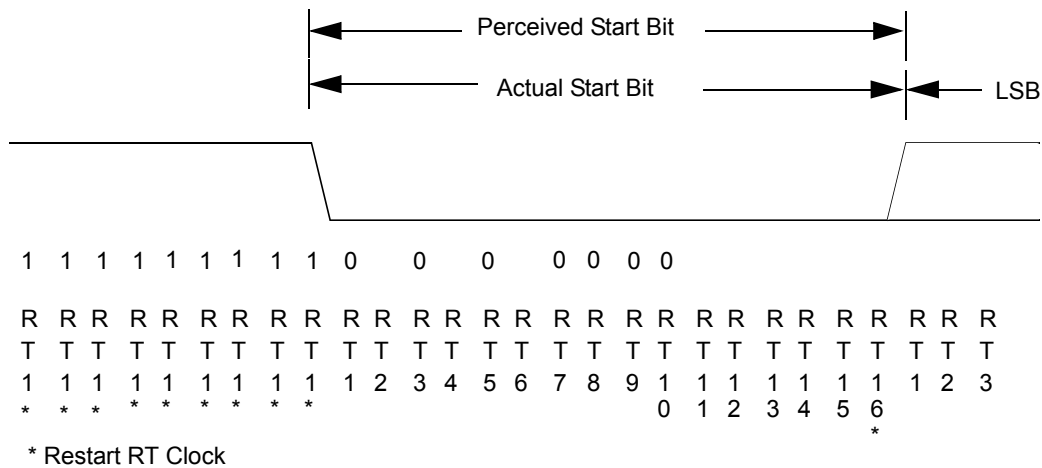 Perceived Start Bit
Actual Start Bit
LSB
1 1 1 1 1 1 1 1 1 0 0 0 0 0 0 0
R R R R R R R R R R R R R R R R R R R R R R R R R R R R
T T T T T T T T T T T T T T T T T T T T T T T T T T T T
1 1 1 1 1 1 1 1 1 1 2 3 4 5 6 7 8 9 1 1 1 1 1 1 1 1 2 3
* * * * * * * * * 0 1 2 3 4 5 6
*
* Restart RT Clock